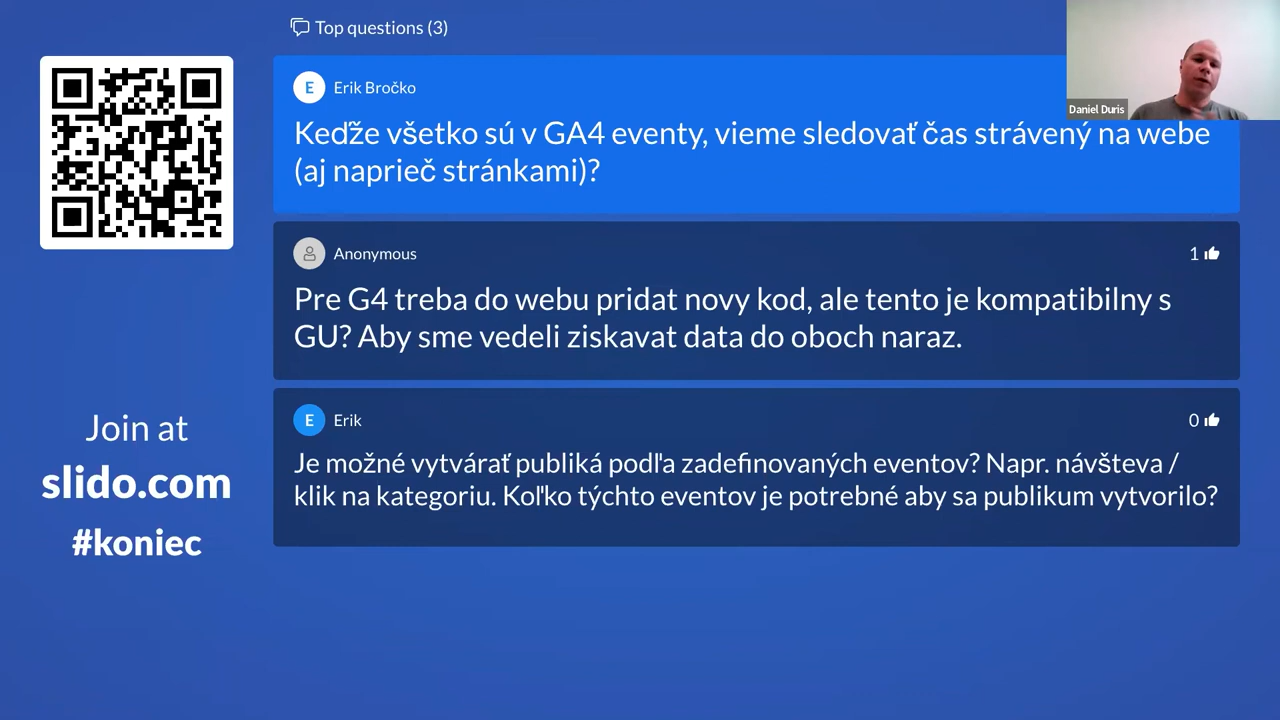 Top questions (3)
E
Erik Bročko
Keďže všetko sú v GA4 eventy, vieme sledovať čas strávený na webe
(aj naprieč stránkami)?
Daniel Duris
Anonymous
1
Pre G4 treba do webu pridat novy kod, ale tento je kompatibilny s
GU? Aby sme vedeli ziskavat data do oboch naraz.
E
Erik
0
Je možné vytvárať publiká podľa zadefinovaných eventov? Napr. návšteva /
klik na kategoriu. Koľko týchto eventov je potrebné aby sa publikum vytvorilo?
Join at
slido.com
#koniec